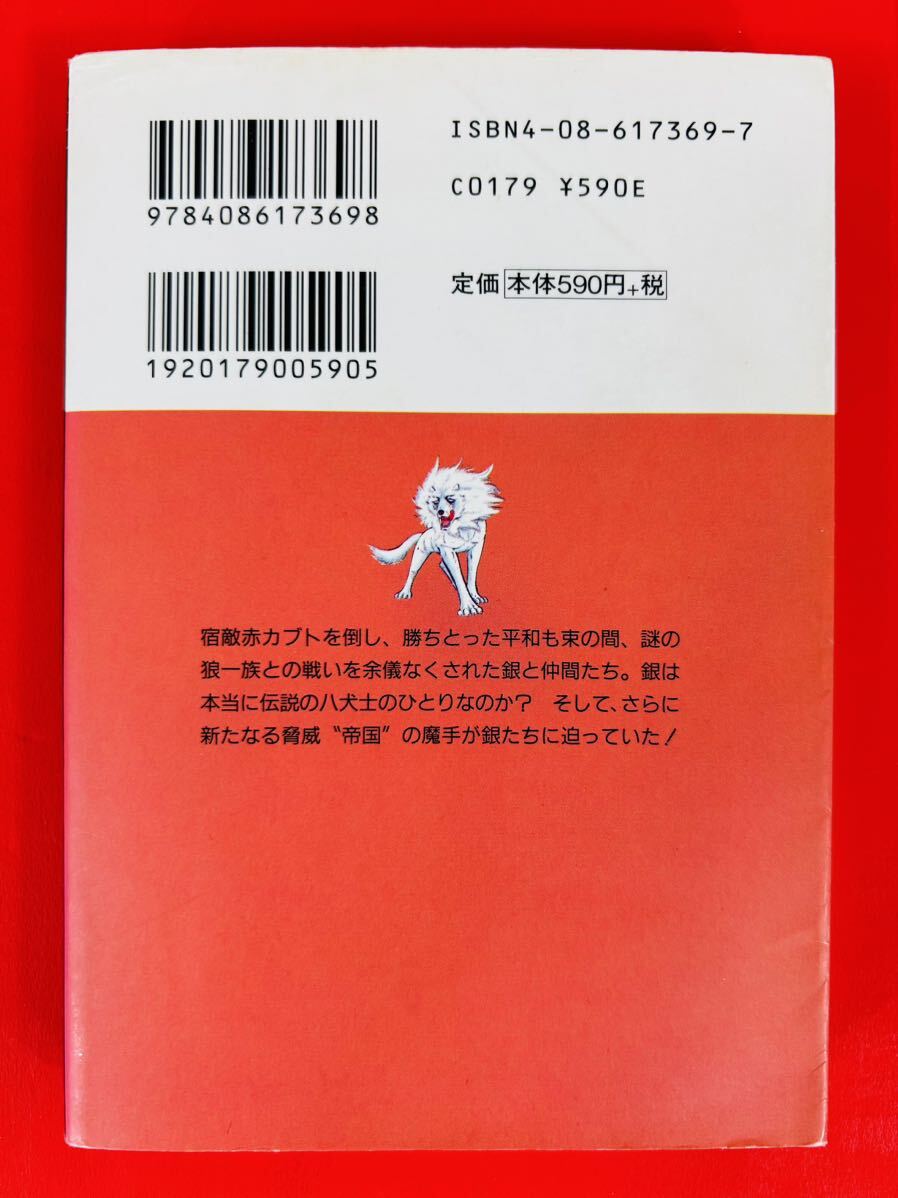 ISBN4-08-617369-7
9784086173698
C0179 ¥590E
定価 本体590円+税
1920179005905
宿敵赤カブトを倒し、勝ちとった平和も束の間、謎の
狼一族との戦いを余儀なくされた銀と仲間たち。銀は
本当に伝説の八犬士のひとりなのか? そして、さらに
新たなる脅威〝帝国〟の魔手が銀たちに迫っていた!